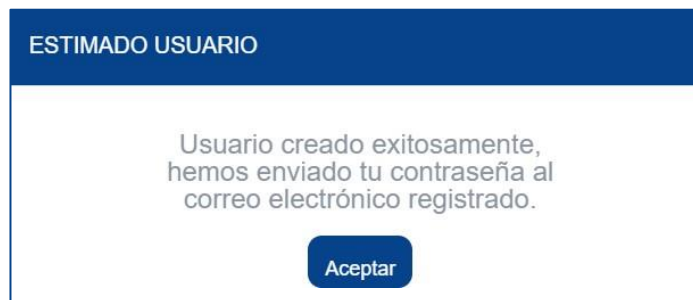 ESTIMADO USUARIO
Usuario creado exitosamente,
hemos enviado tu contraseña al
correo electrónico registrado.
Aceptar